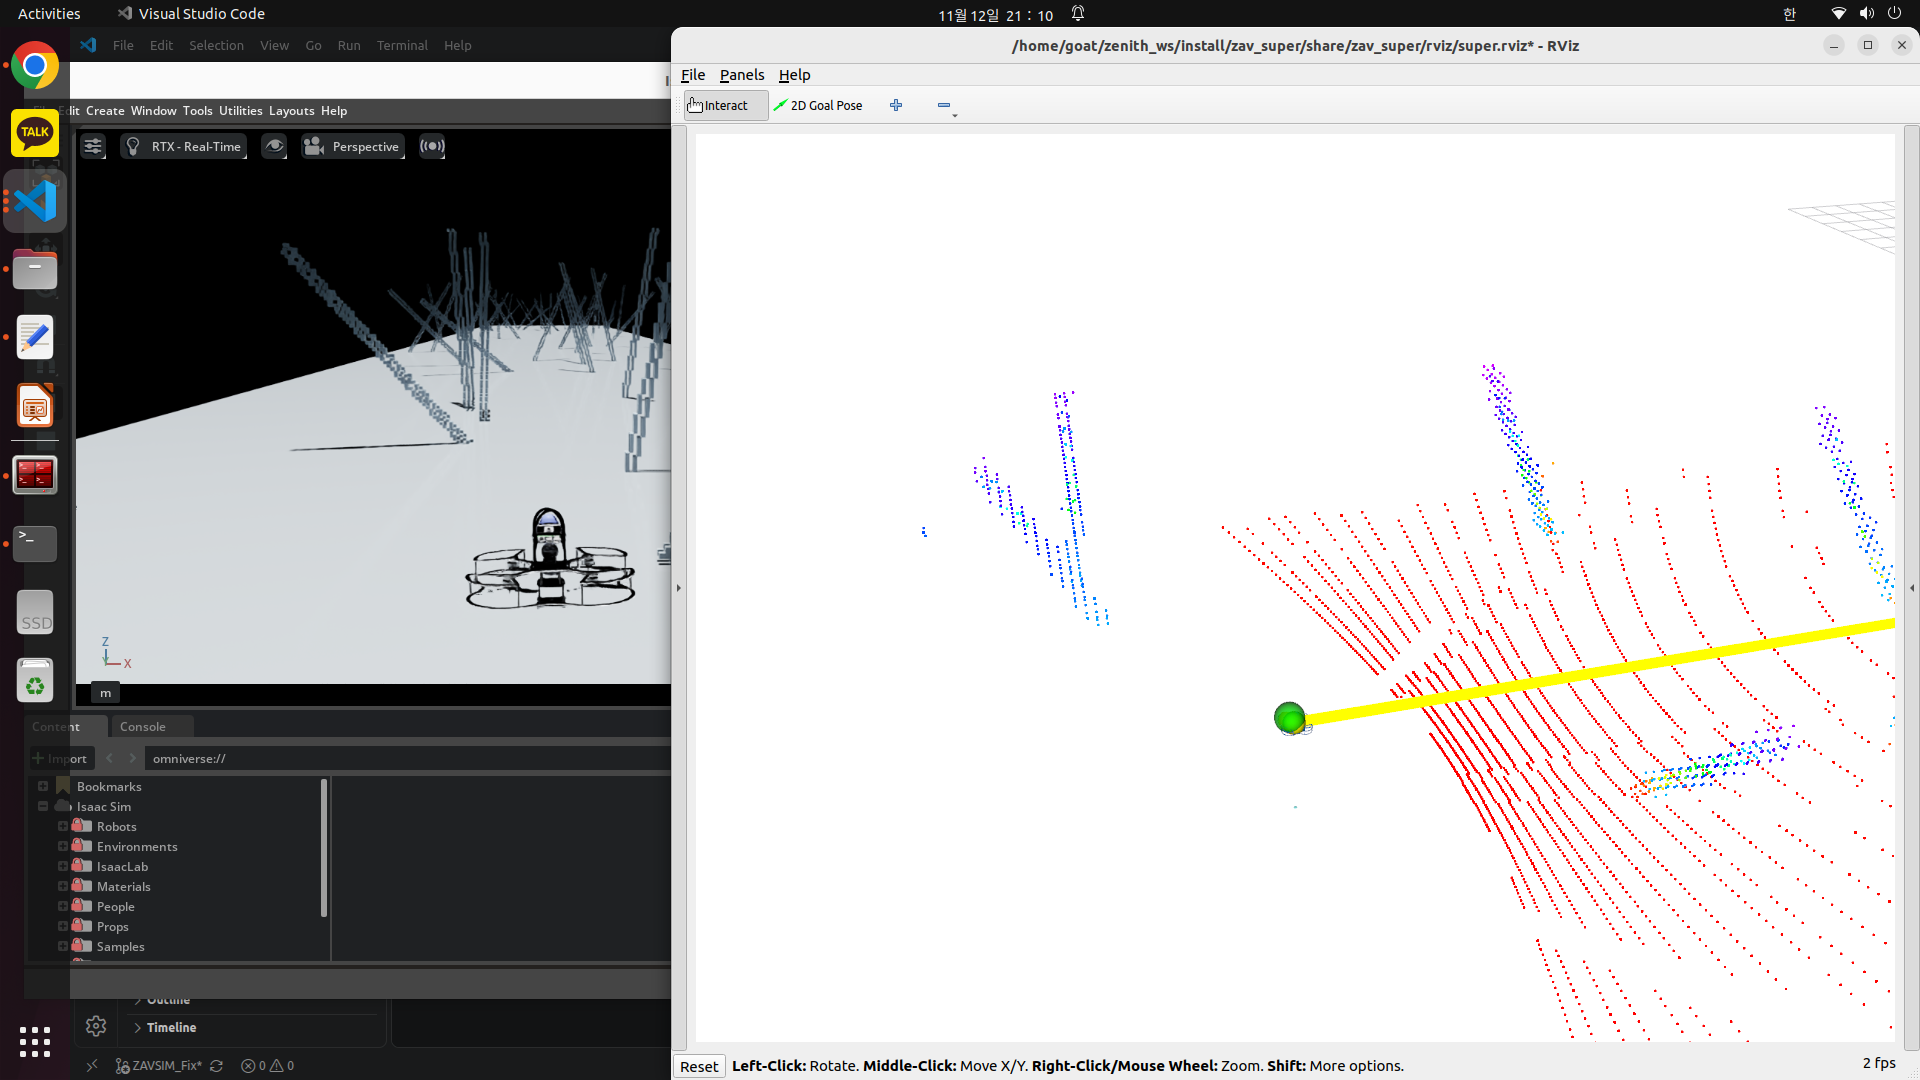 Activities
Visual Studio Code
11월 12일 21 : 10
한
File Edit Selection View Go Run Terminal Help
/home/goat/zenith_ws/install/zav_super/share/zav_super/rviz/super.rviz* - RViz
File Panels Help
Interact
2D Goal Pose
TALK
Edit Create Window Tools Utilities Layouts Help
RTX - Real-Time
Perspective
Z
X
m
SSD
Content
Console
Import
omniverse://
Bookmarks
Isaac Sim
Robots
Environments
IsaacLab
Materials
People
Props
Samples
Outline
Timeline
ZAVSIM_Fix*
0
0
Reset
Left-Click: Rotate. Middle-Click: Move X/Y. Right-Click/Mouse Wheel: Zoom. Shift: More options.
2 fps